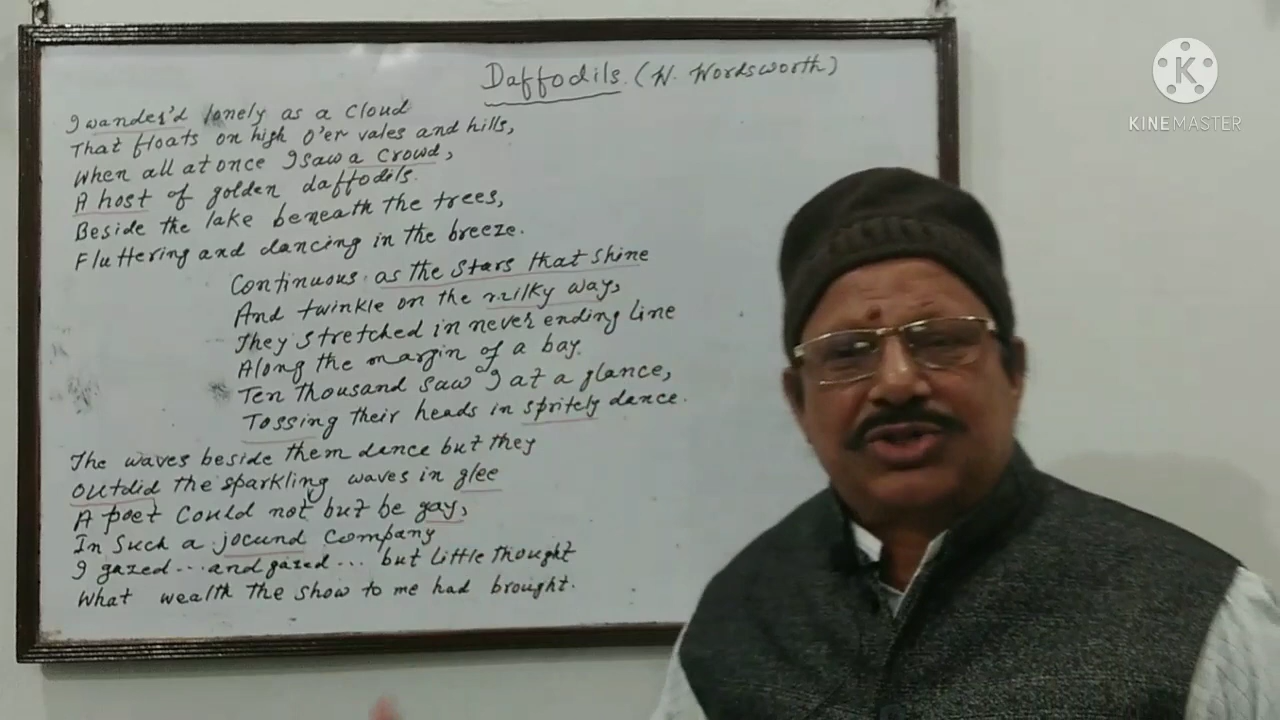 Daffodils. (W. Wordsworth)
I wander'd lonely as a cloud
That floats on high o'er vales and hills,
When all at once I saw a crowd,
A host of golden daffodils.
Beside the lake beneath the trees,
Fluttering and dancing in the breeze.
Continuous as the stars that shine
And twinkle on the milky way,
They stretched in never ending line
Along the margin of a bay.
Ten thousand saw I at a glance,
Tossing their heads in spritely dance.
The waves beside them dance but they
Outdid the sparkling waves in glee
A poet could not but be gay,
In such a jocund company
I gazed... and gazed... but little thought
What wealth the show to me had brought.
K
KINEMASTER